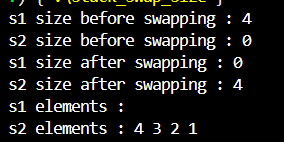 s1 size before swapping : 4
s2 size before swapping : 0
s1 size after swapping : 0
s2 size after swapping : 4
s1 elements :
s2 elements : 4 3 2 1